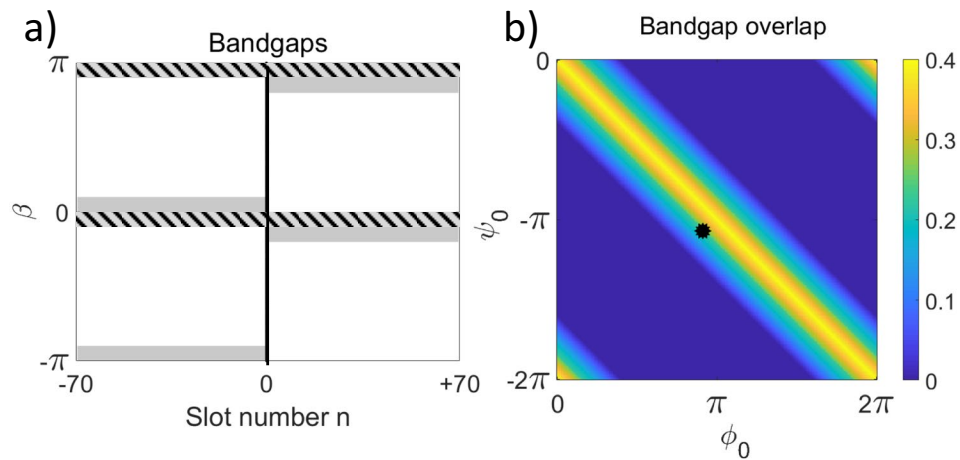 a)
Bandgaps
π
0
-π
β
-70
0
+70
Slot number n
b)
Bandgap overlap
0
-π
-2π
ψ₀
0
π
2π
ϕ₀
0.4
0.3
0.2
0.1
0